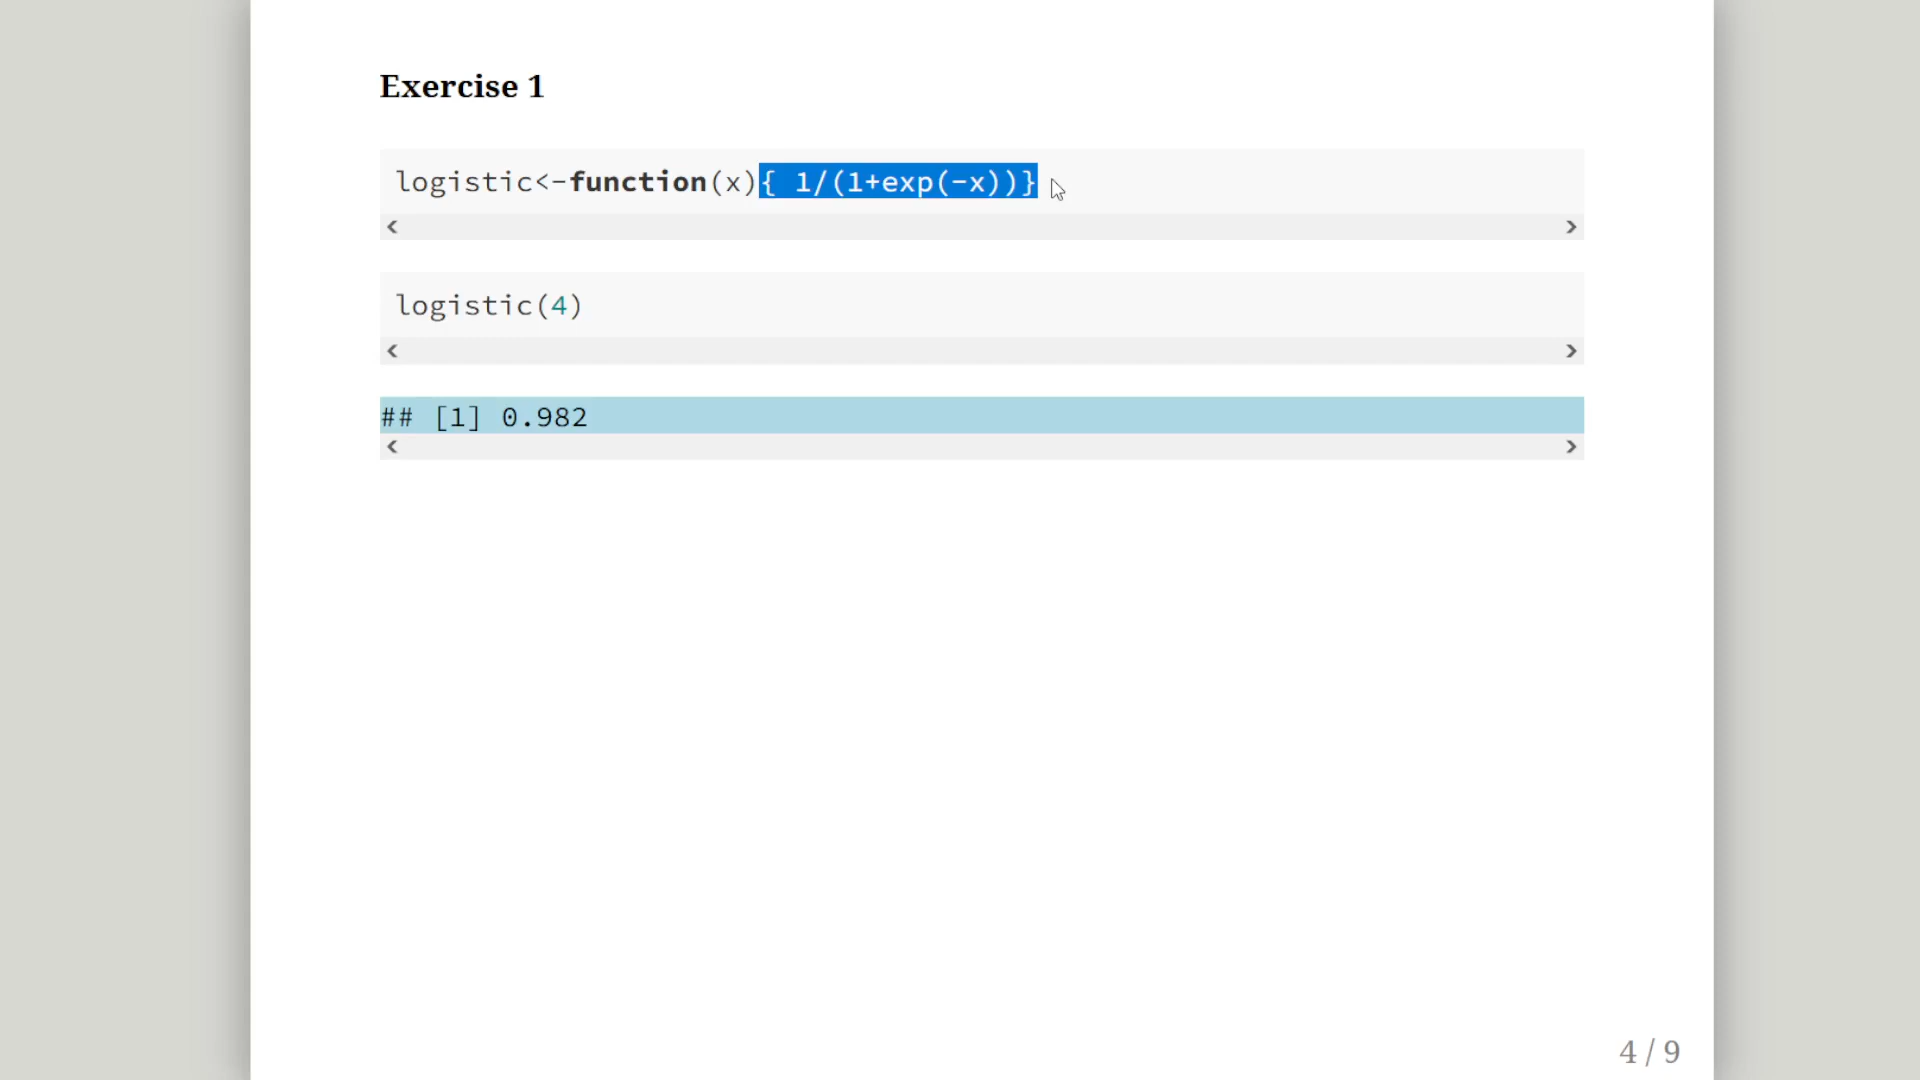 Exercise 1
logistic<-function(x){ 1/(1+exp(-x))}
logistic(4)
## [1] 0.982
4 / 9